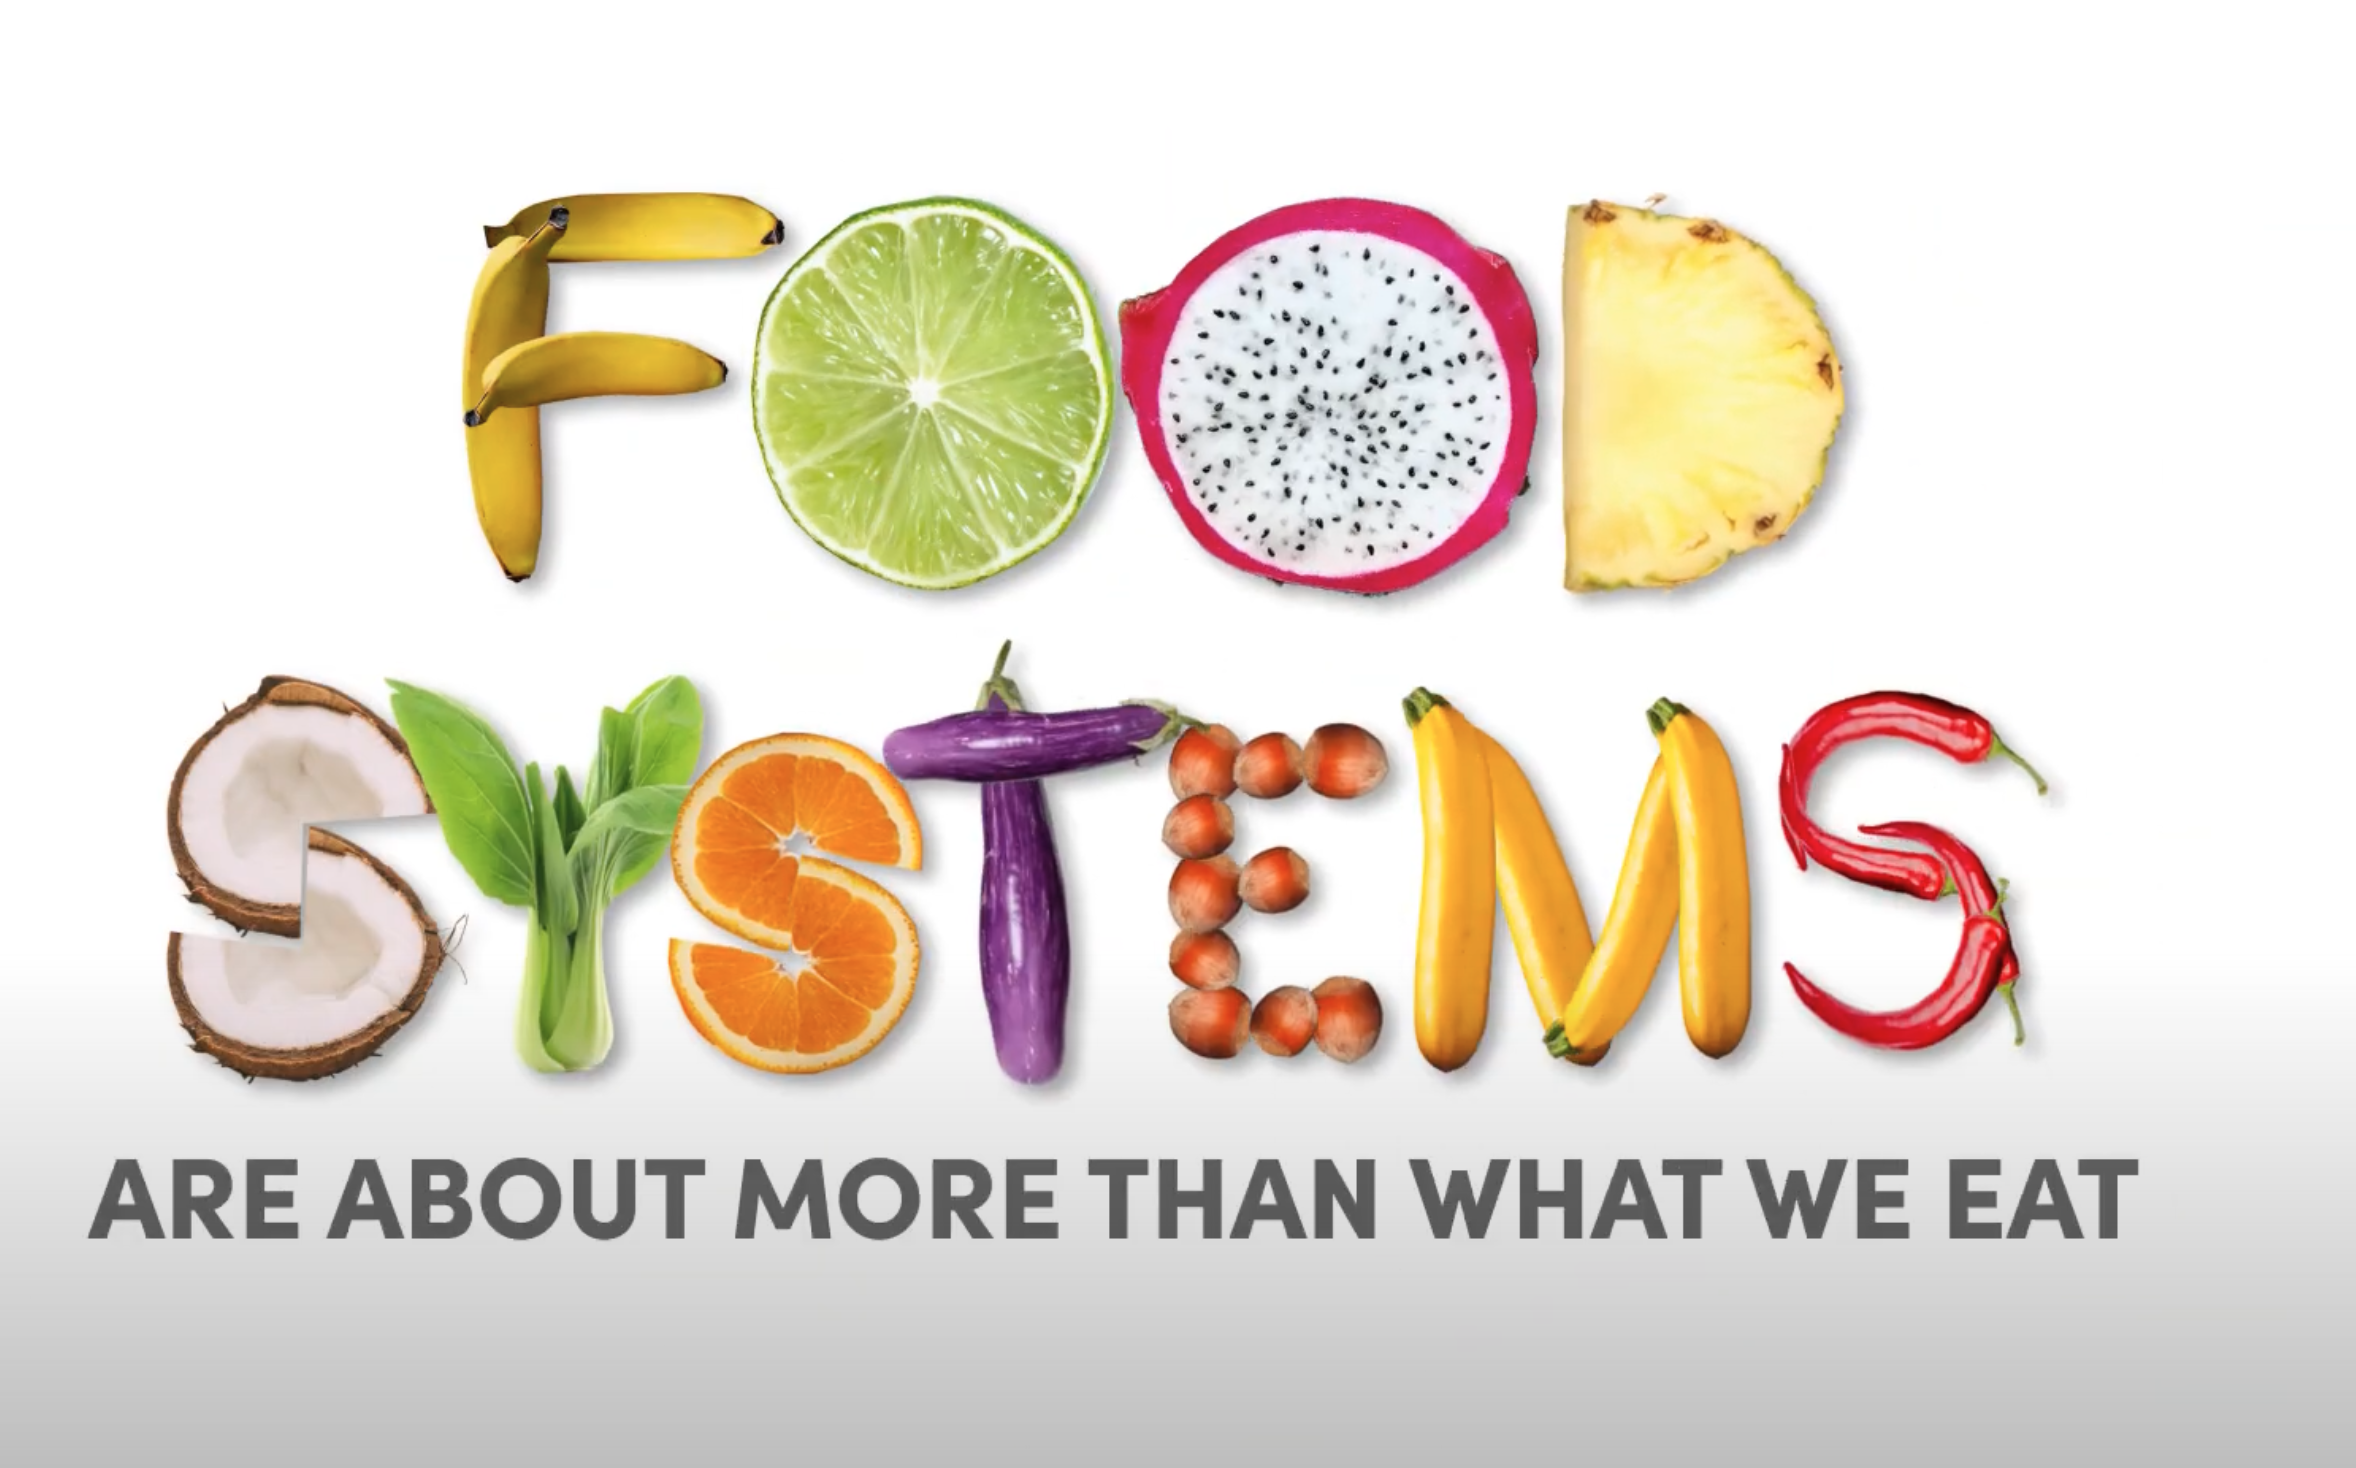 FOOD
SYSTEMS
ARE ABOUT MORE THAN WHAT WE EAT